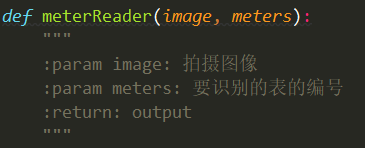 def meterReader(image, meters):
"""
:param image: 拍摄图像
:param meters: 要识别的表的编号
:return: output
"""